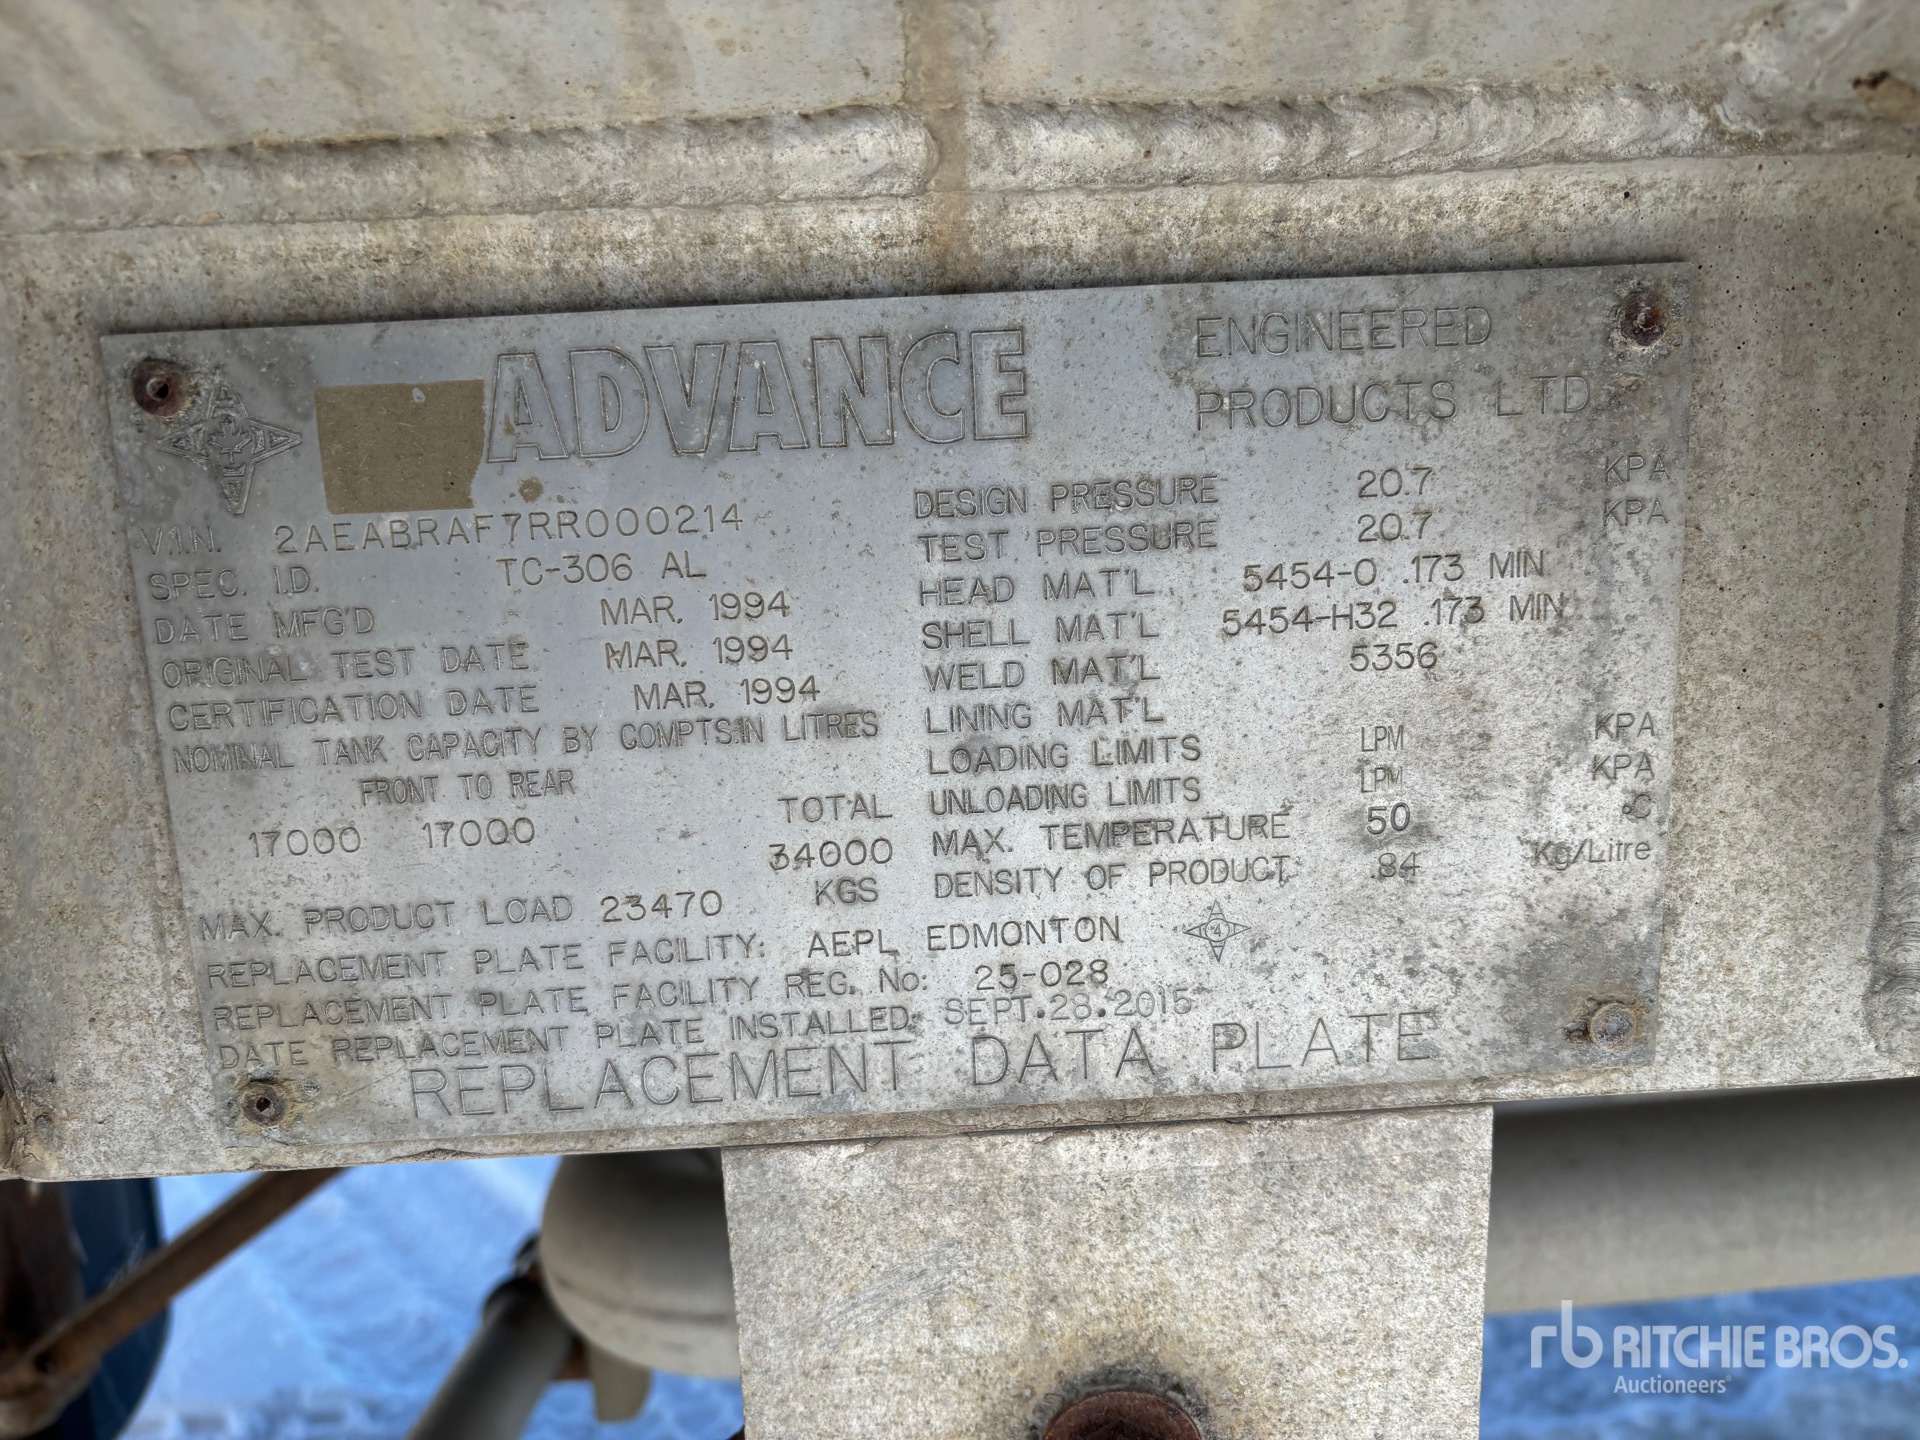 ADVANCE
ENGINEERED
PRODUCTS LTD
V.I.N. 2AEABRAF7RR000214
SPEC. I.D. TC-306 AL
DATE MFG'D MAR. 1994
ORIGINAL TEST DATE MAR. 1994
CERTIFICATION DATE MAR. 1994
NOMINAL TANK CAPACITY BY COMPTS.IN LITRES
FRONT TO REAR
TOTAL
17000 17000 34000
MAX. PRODUCT LOAD 23470 KGS
DESIGN PRESSURE 20.7 KPA
TEST PRESSURE 20.7 KPA
HEAD MAT'L 5454-0 .173 MIN
SHELL MAT'L 5454-H32 .173 MIN
WELD MAT'L 5356
LINING MAT'L
LOADING LIMITS LPM KPA
UNLOADING LIMITS LPM KPA
MAX. TEMPERATURE 50 °C
DENSITY OF PRODUCT .84 Kg/Litre
REPLACEMENT PLATE FACILITY: AEPL EDMONTON
REPLACEMENT PLATE FACILITY REG. No: 25-028
DATE REPLACEMENT PLATE INSTALLED: SEPT.28.2015
REPLACEMENT DATA PLATE
rb RITCHIE BROS.
Auctioneers